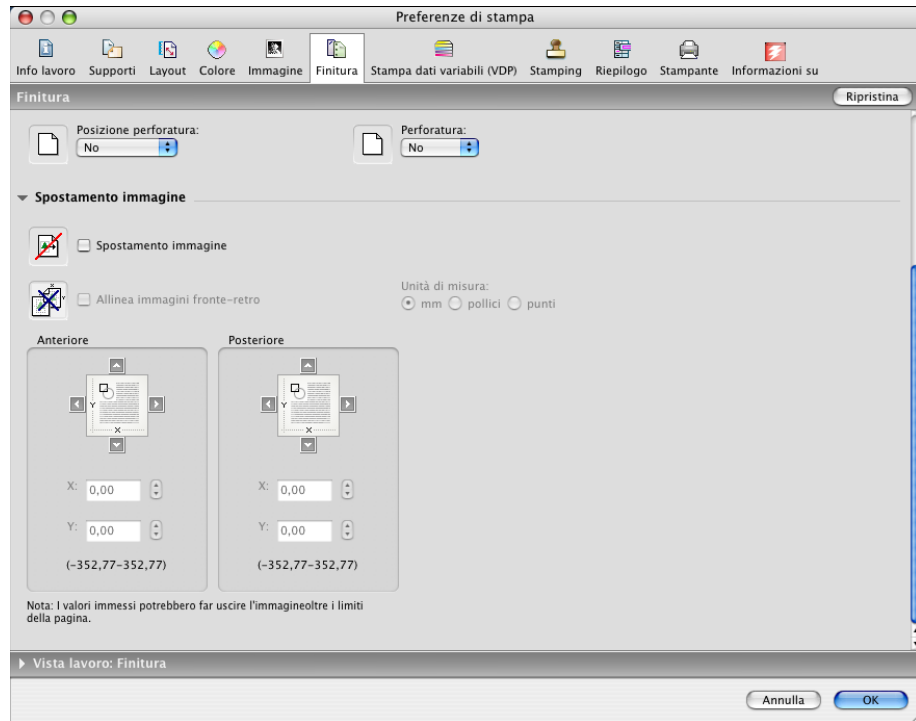 Preferenze di stampa
Info lavoro Supporti Layout Colore Immagine Finitura Stampa dati variabili (VDP) Stamping Riepilogo Stampante Informazioni su
Finitura Ripristina
Posizione perforatura: Perforatura:
No No
Spostamento immagine
Spostamento immagine
Unità di misura:
Allinea immagini fronte-retro mm pollici punti
Anteriore Posteriore
Y Y
X X
X: 0,00 X: 0,00
Y: 0,00 Y: 0,00
(-352,77-352,77) (-352,77-352,77)
Nota: I valori immessi potrebbero far uscire l'immagineoltre i limiti
della pagina.
Vista lavoro: Finitura
Annulla OK